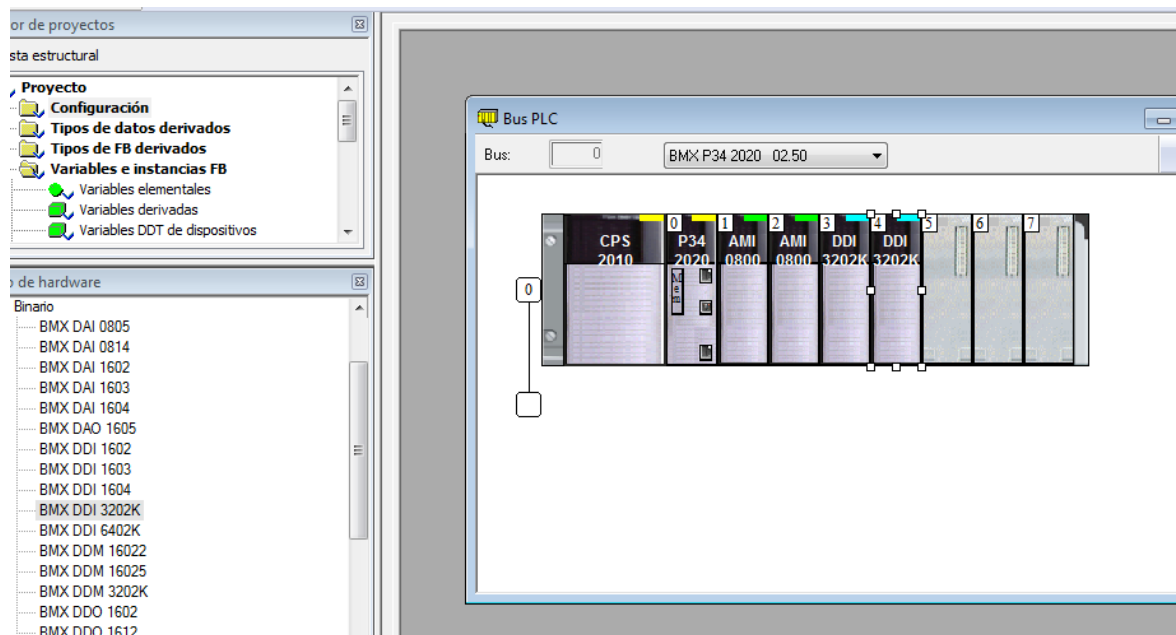 or de proyectos
sta estructural
Proyecto
Configuración
Tipos de datos derivados
Tipos de FB derivados
Variables e instancias FB
Variables elementales
Variables derivadas
Variables DDT de dispositivos
o de hardware
Binario
BMX DAI 0805
BMX DAI 0814
BMX DAI 1602
BMX DAI 1603
BMX DAI 1604
BMX DAO 1605
BMX DDI 1602
BMX DDI 1603
BMX DDI 1604
BMX DDI 3202K
BMX DDI 6402K
BMX DDM 16022
BMX DDM 16025
BMX DDM 3202K
BMX DDO 1602
BMX DDO 1612
Bus PLC
Bus: 0 BMX P34 2020 02.50
0 1 2 3 4 5 6 7
CPS P34 AMI AMI DDI DDI
2010 2020 0800 0800 3202K 3202K
M
e
m
0